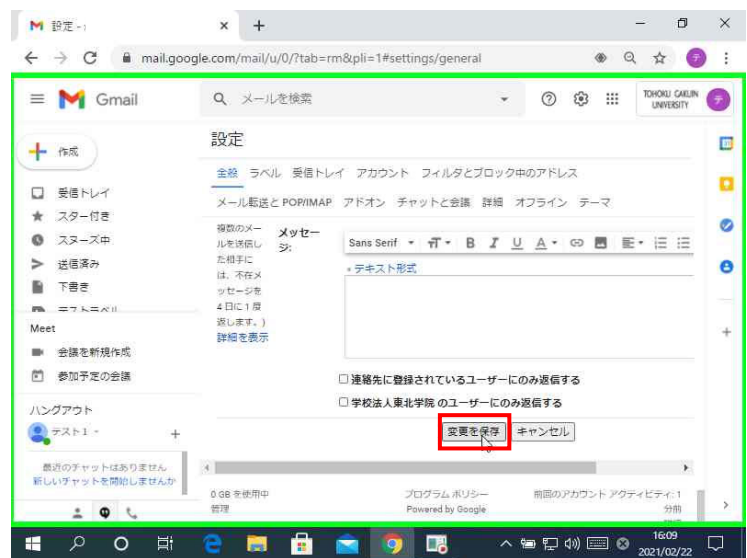 設定 -
mail.google.com/mail/u/0/?tab=rm&pli=1#settings/general
テ
Gmail
メールを検索
TOHOKU GAKUIN
UNIVERSITY
テ
作成
受信トレイ
スター付き
スヌーズ中
送信済み
下書き
テストラベル
Meet
会議を新規作成
参加予定の会議
ハングアウト
テスト1
最近のチャットはありません
新しいチャットを開始しませんか
設定
全般 ラベル 受信トレイ アカウント フィルタとブロック中のアドレス
メール転送と POP/IMAP アドオン チャットと会議 詳細 オフライン テーマ
複数のメー
ルを送信し
た相手に
は、不在メ
ッセージを
4 日に 1 度
返します。)
詳細を表示
メッセー
ジ:
Sans Serif
B I U A
« テキスト形式
連絡先に登録されているユーザーにのみ返信する
学校法人東北学院 のユーザーにのみ返信する
変更を保存 キャンセル
0 GB を使用中
管理
プログラム ポリシー
Powered by Google
前回のアカウント アクティビティ: 1
分前
16:09
2021/02/22